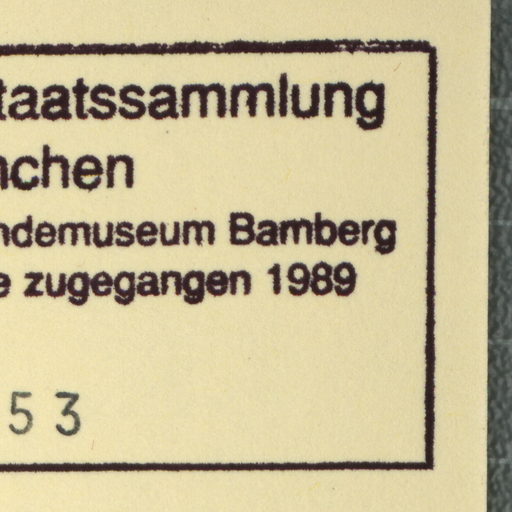 taatssammlung
nchen
ndemuseum Bamberg
e zugegangen 1989
53